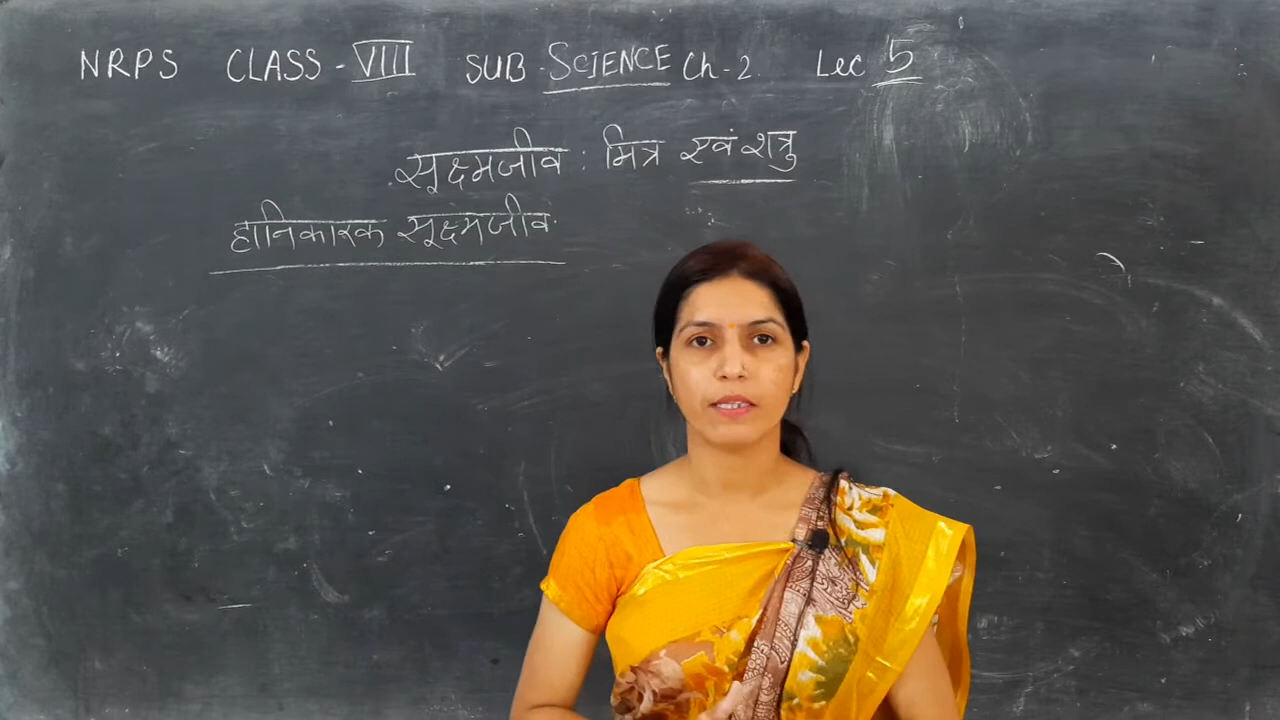 NRPS CLASS - VIII SUB - SCIENCE Ch - 2. Lec 5
सूक्ष्मजीव : मित्र एवं शत्रु
हानिकारक सूक्ष्मजीव